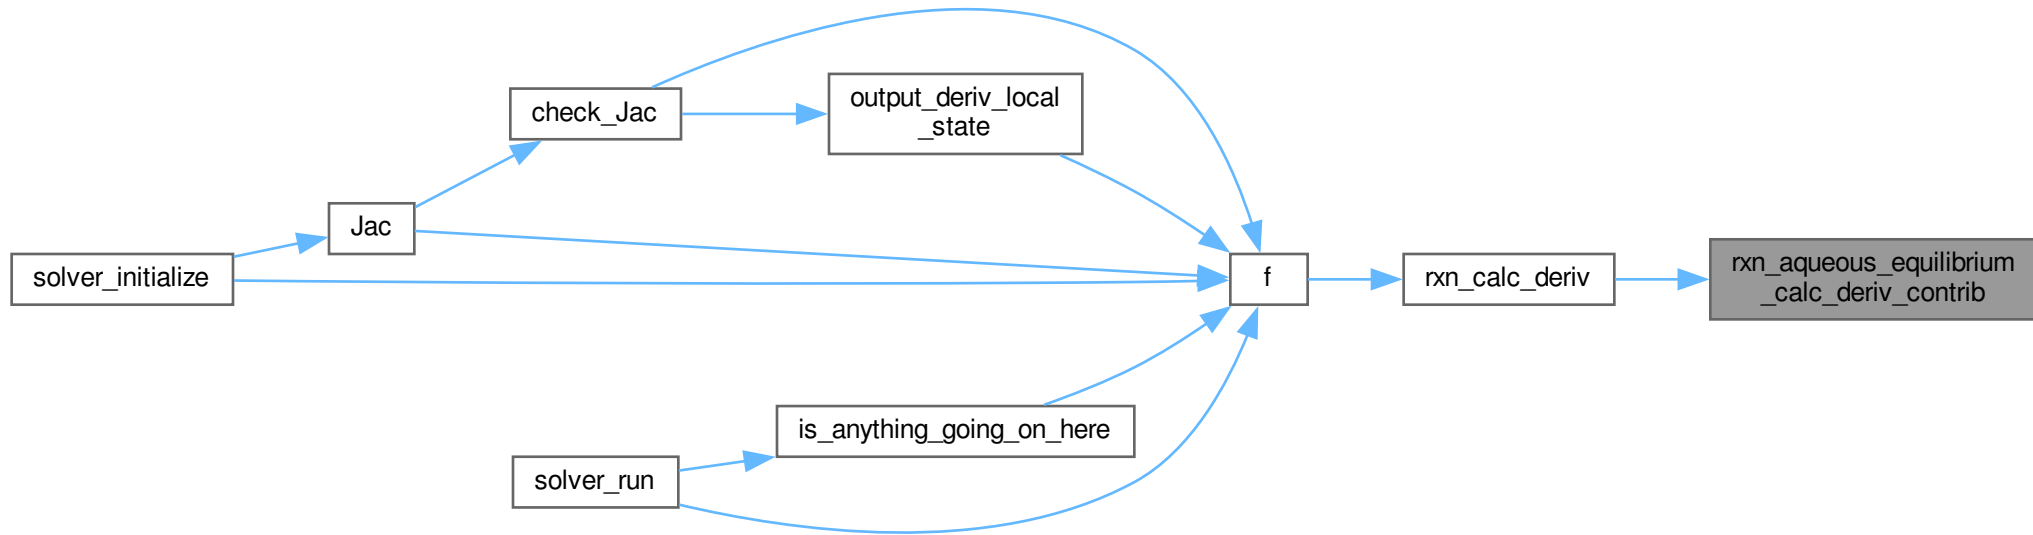 check_Jac
output_deriv_local
_state
Jac
solver_initialize
f
rxn_calc_deriv
rxn_aqueous_equilibrium
_calc_deriv_contrib
is_anything_going_on_here
solver_run